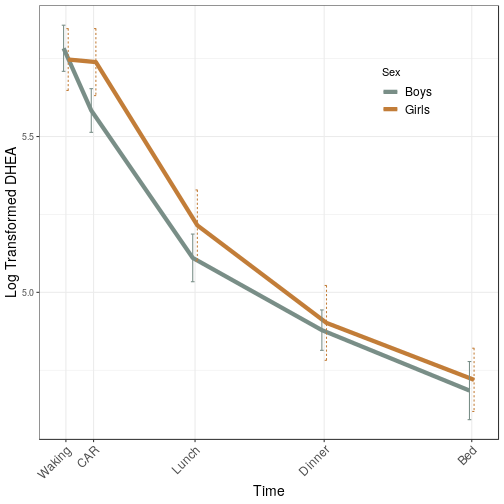 Log Transformed DHEA
5.5
5.0
Sex
Boys
Girls
Waking
CAR
Lunch
Dinner
Bed
Time